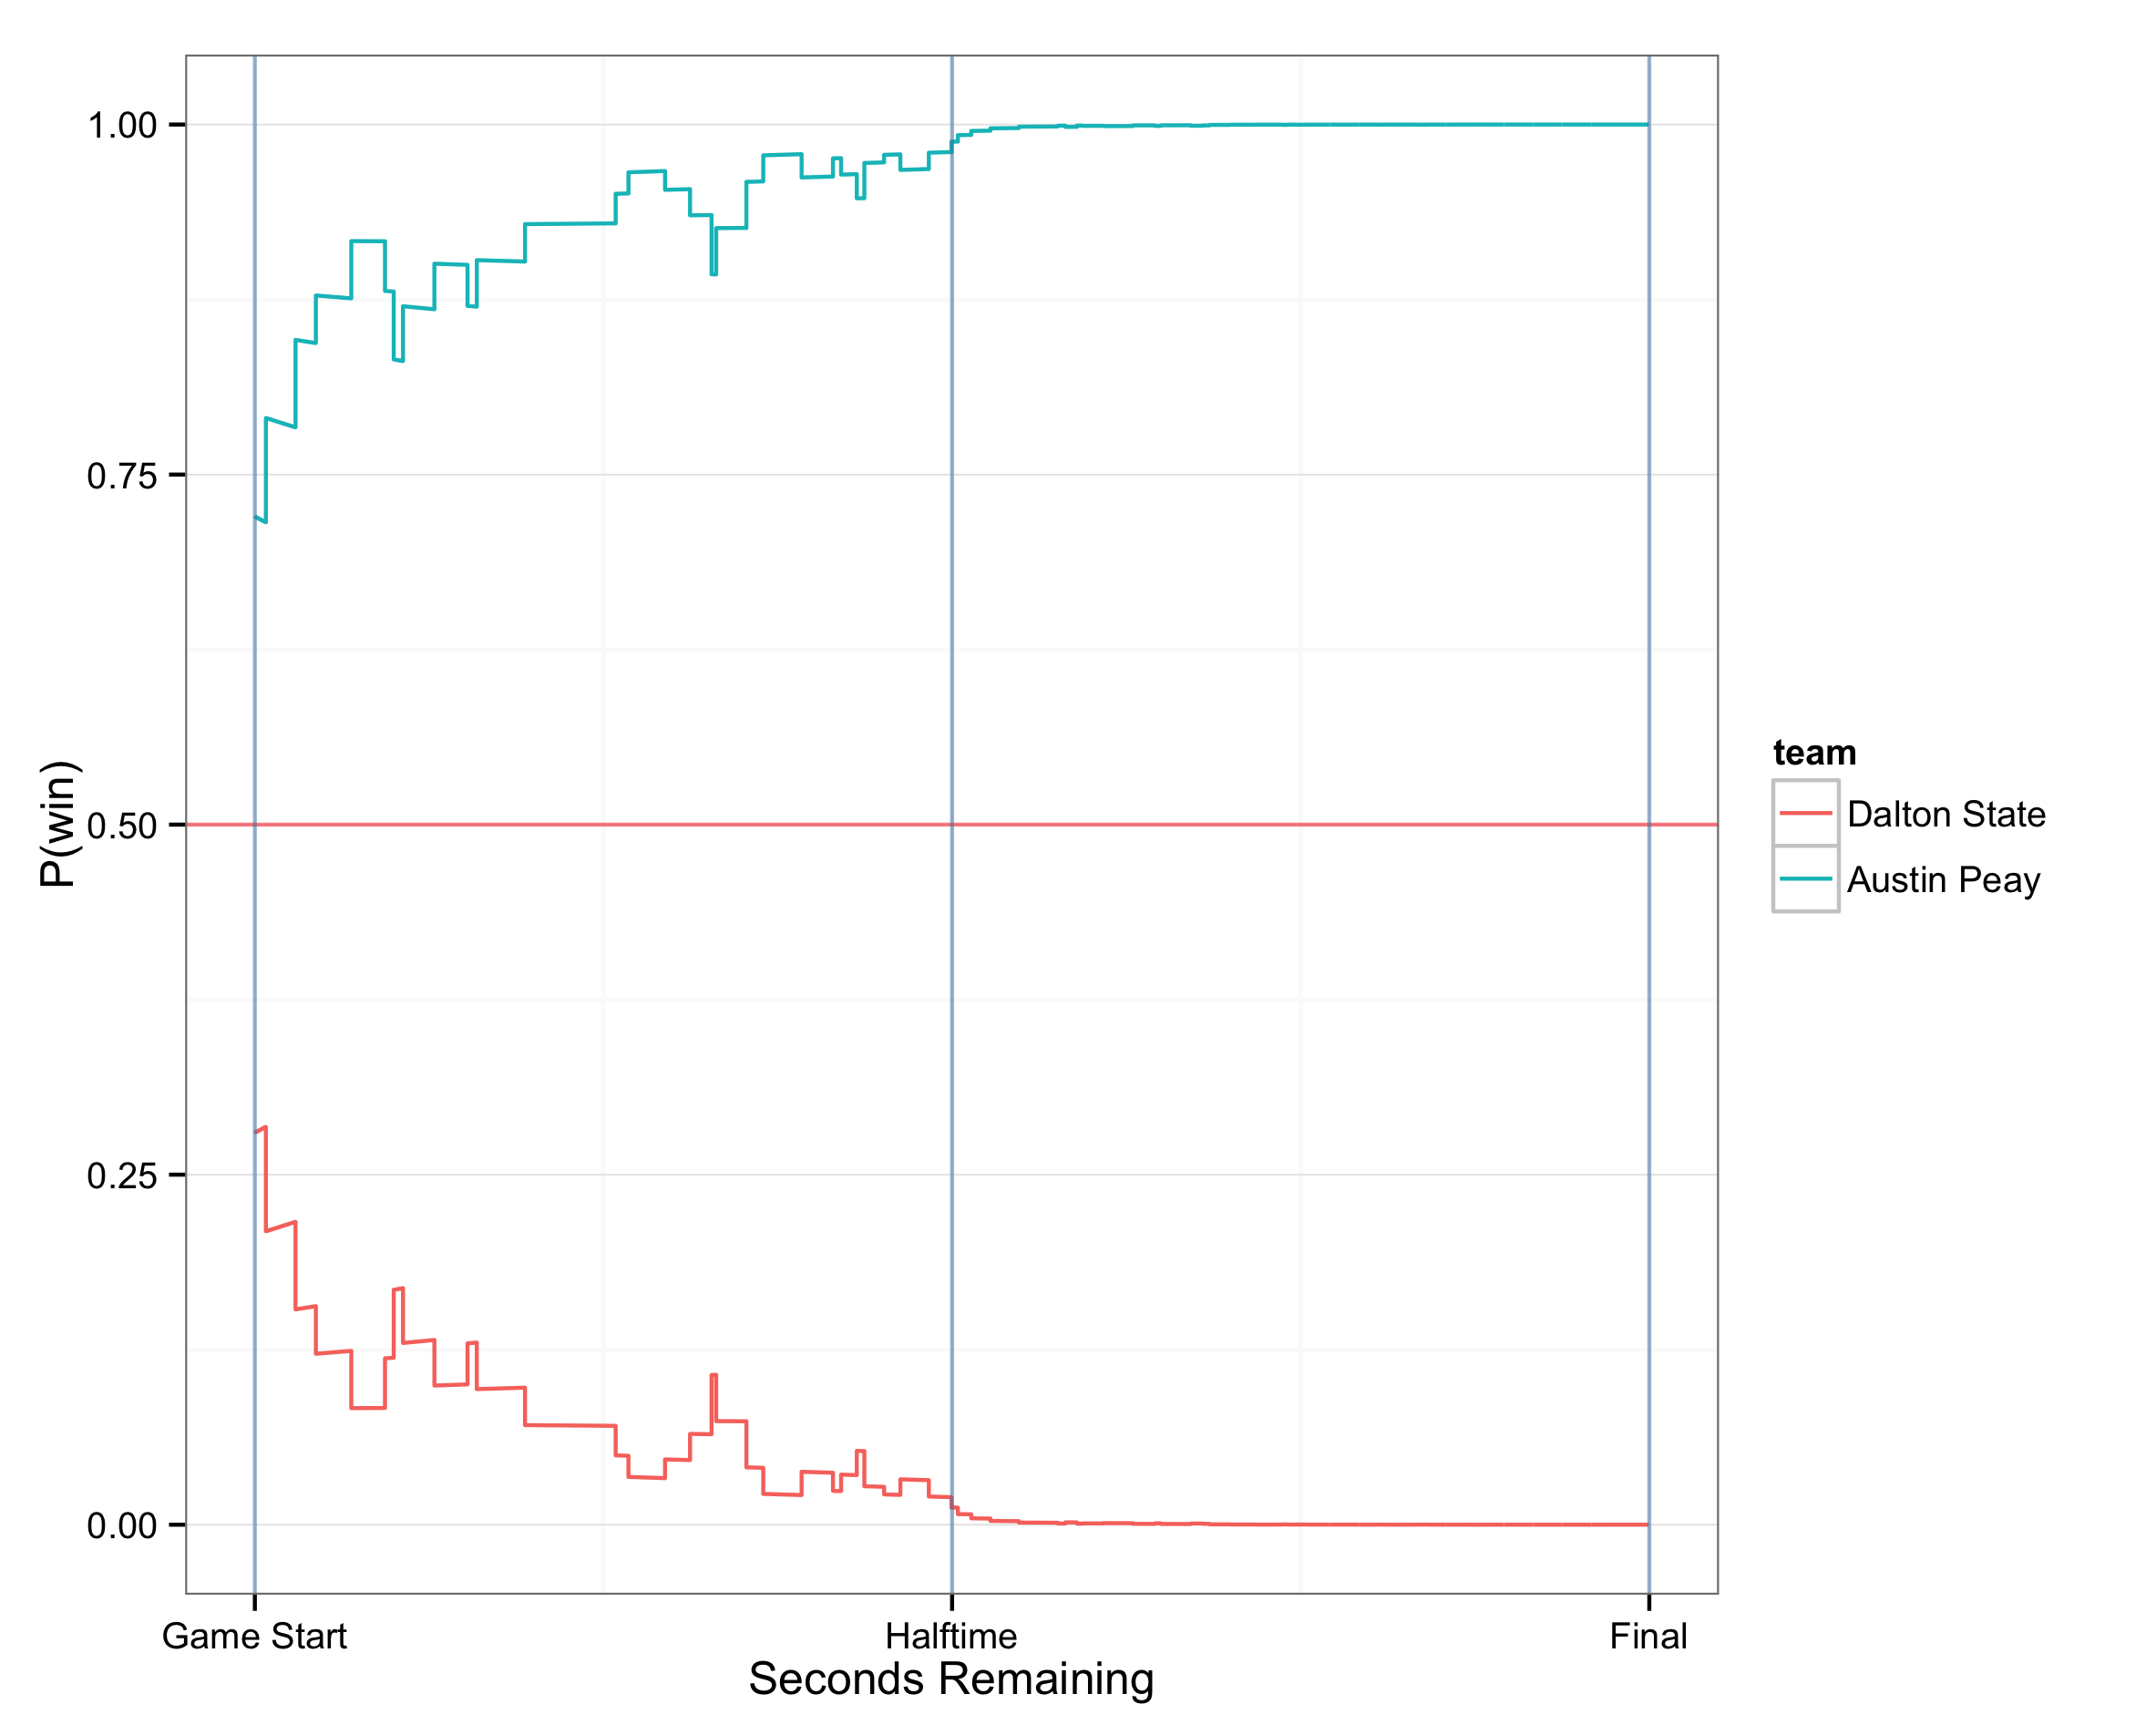 P(win)
1.00
0.75
0.50
0.25
0.00
Game Start
Halftime
Final
Seconds Remaining
team
Dalton State
Austin Peay